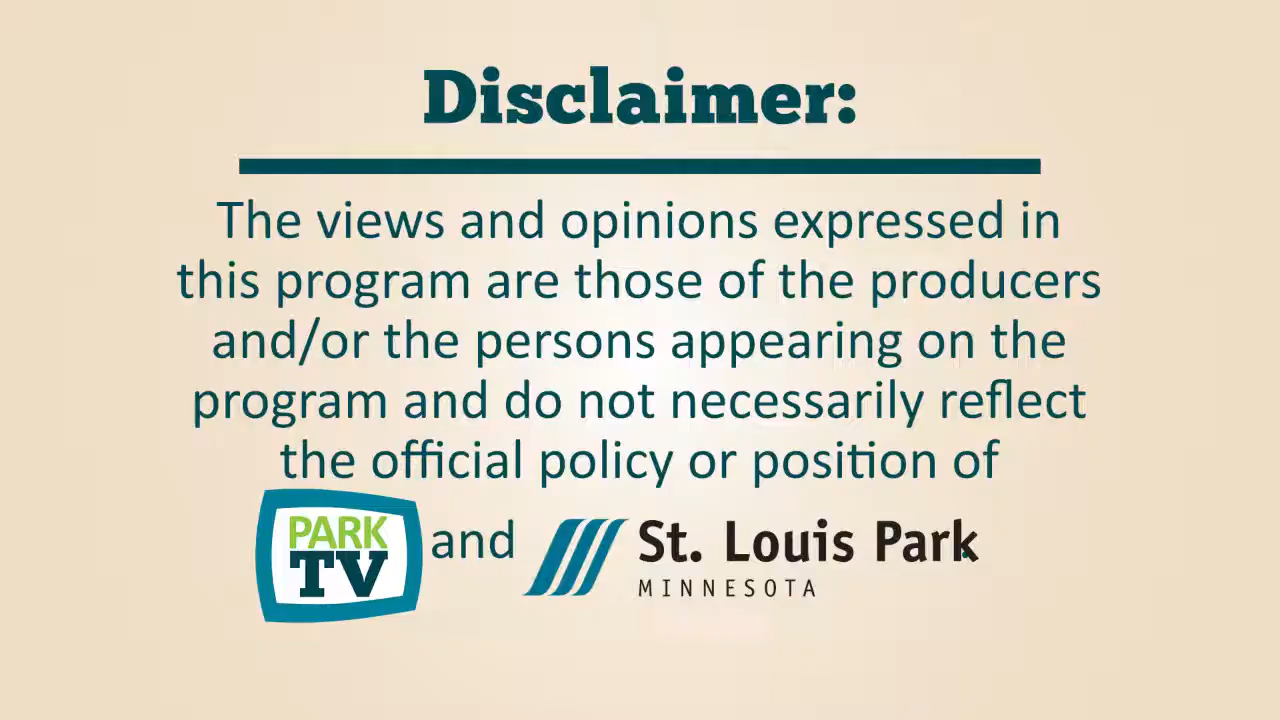 Disclaimer:
The views and opinions expressed in
this program are those of the producers
and/or the persons appearing on the
program and do not necessarily reflect
the official policy or position of
PARK TV and St. Louis Park.
MINNESOTA